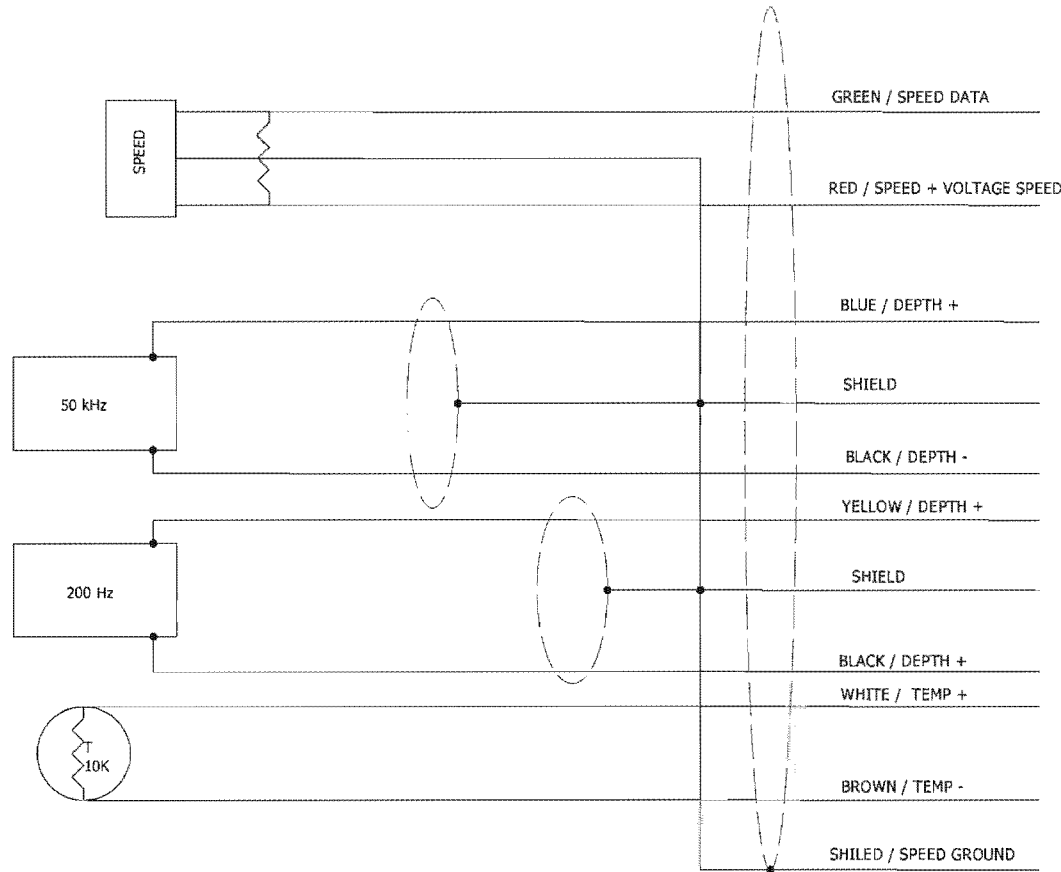 GREEN / SPEED DATA
SPEED
RED / SPEED + VOLTAGE SPEED
BLUE / DEPTH +
50 kHz
SHIELD
BLACK / DEPTH -
YELLOW / DEPTH +
200 Hz
SHIELD
BLACK / DEPTH +
WHITE / TEMP +
T
10K
BROWN / TEMP -
SHILED / SPEED GROUND